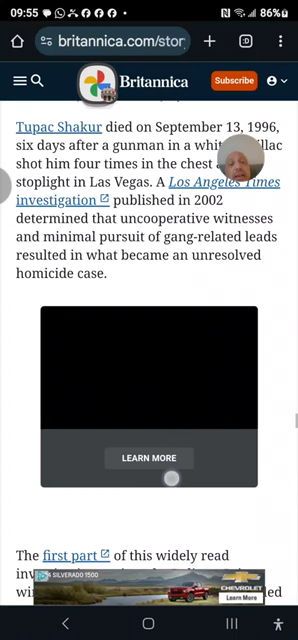 09:55
86%
britannica.com/stor
:D
Britannica
Subscribe
Tupac Shakur died on September 13, 1996,
six days after a gunman in a whit illac
shot him four times in the chest a
stoplight in Las Vegas. A Los Angeles Times
investigation published in 2002
determined that uncooperative witnesses
and minimal pursuit of gang-related leads
resulted in what became an unresolved
homicide case.
LEARN MORE
The first part of this widely read
SILVERADO 1500
CHEVROLET
Learn More